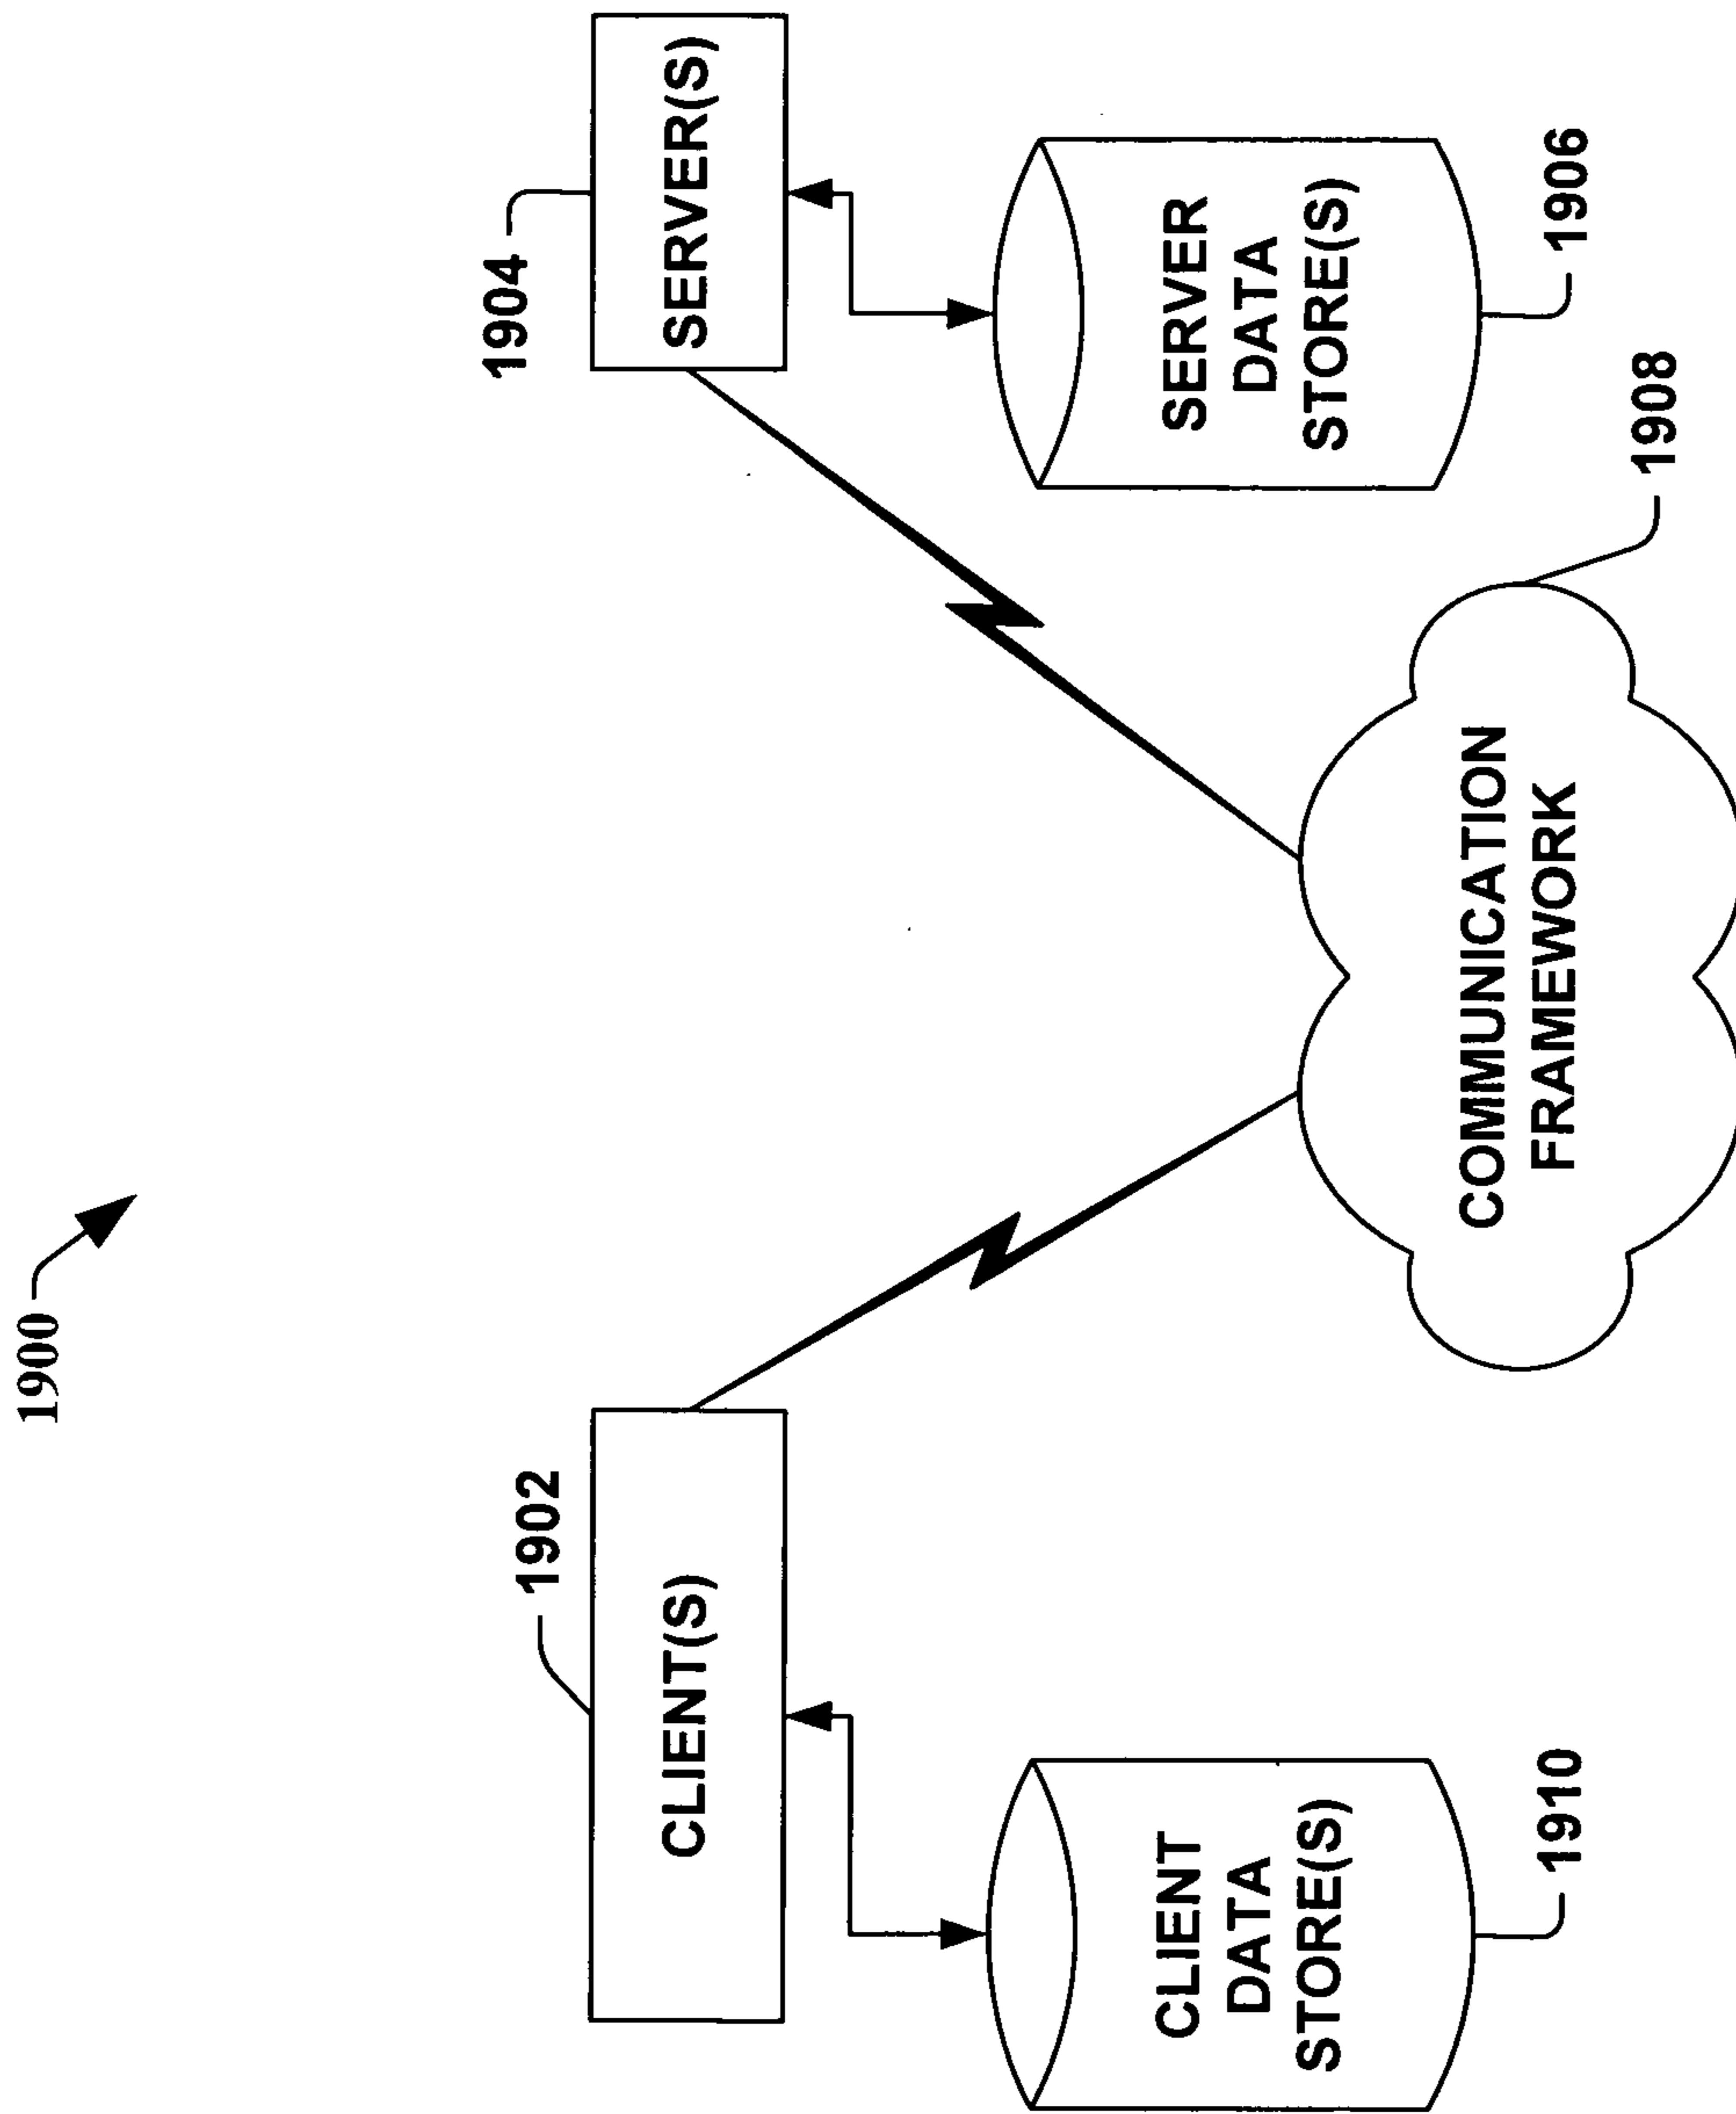 1900
1902
1904
CLIENT(S)
SERVER(S)
CLIENT
DATA
STORE(S)
SERVER
DATA
STORE(S)
COMMUNICATION
FRAMEWORK
1910
1906
1908